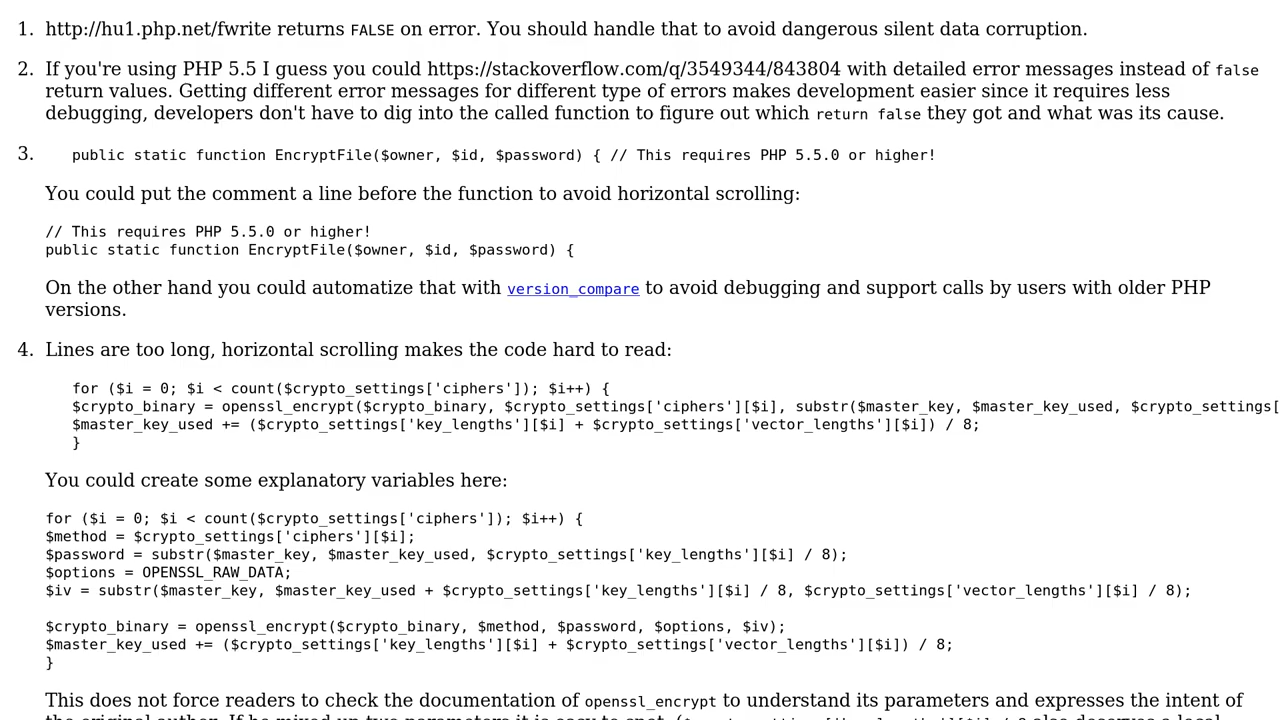 1. http://hu1.php.net/fwrite returns FALSE on error. You should handle that to avoid dangerous silent data corruption.
2. If you're using PHP 5.5 I guess you could https://stackoverflow.com/q/3549344/843804 with detailed error messages instead of false
return values. Getting different error messages for different type of errors makes development easier since it requires less
debugging, developers don't have to dig into the called function to figure out which return false they got and what was its cause.
3. public static function EncryptFile($owner, $id, $password) { // This requires PHP 5.5.0 or higher!
You could put the comment a line before the function to avoid horizontal scrolling:
// This requires PHP 5.5.0 or higher!
public static function EncryptFile($owner, $id, $password) {
On the other hand you could automatize that with version_compare to avoid debugging and support calls by users with older PHP
versions.
4. Lines are too long, horizontal scrolling makes the code hard to read:
for ($i = 0; $i < count($crypto_settings['ciphers']); $i++) {
$crypto_binary = openssl_encrypt($crypto_binary, $crypto_settings['ciphers'][$i], substr($master_key, $master_key_used, $crypto_settings[
$master_key_used += ($crypto_settings['key_lengths'][$i] + $crypto_settings['vector_lengths'][$i]) / 8;
}
You could create some explanatory variables here:
for ($i = 0; $i < count($crypto_settings['ciphers']); $i++) {
$method = $crypto_settings['ciphers'][$i];
$password = substr($master_key, $master_key_used, $crypto_settings['key_lengths'][$i] / 8);
$options = OPENSSL_RAW_DATA;
$iv = substr($master_key, $master_key_used + $crypto_settings['key_lengths'][$i] / 8, $crypto_settings['vector_lengths'][$i] / 8);
$crypto_binary = openssl_encrypt($crypto_binary, $method, $password, $options, $iv);
$master_key_used += ($crypto_settings['key_lengths'][$i] + $crypto_settings['vector_lengths'][$i]) / 8;
}
This does not force readers to check the documentation of openssl_encrypt to understand its parameters and expresses the intent of